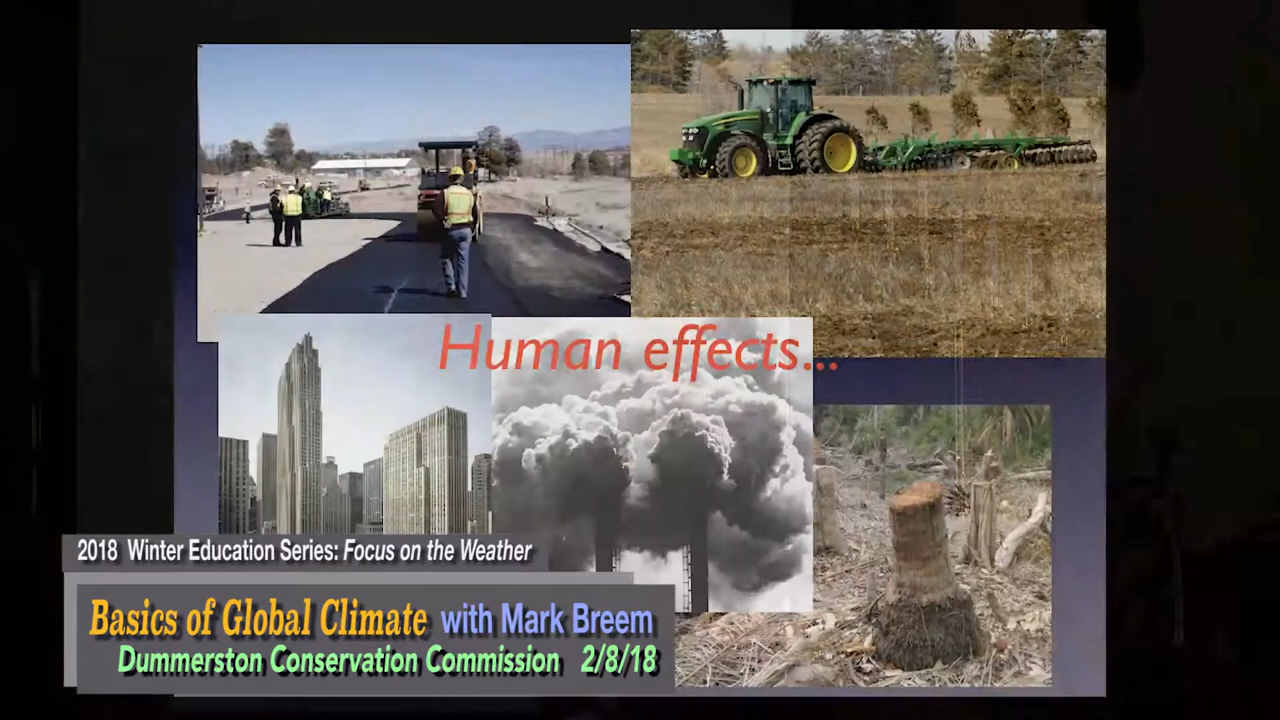 Human effects...
2018 Winter Education Series: Focus on the Weather
Basics of Global Climate with Mark Breem
Dummerston Conservation Commission 2/8/18